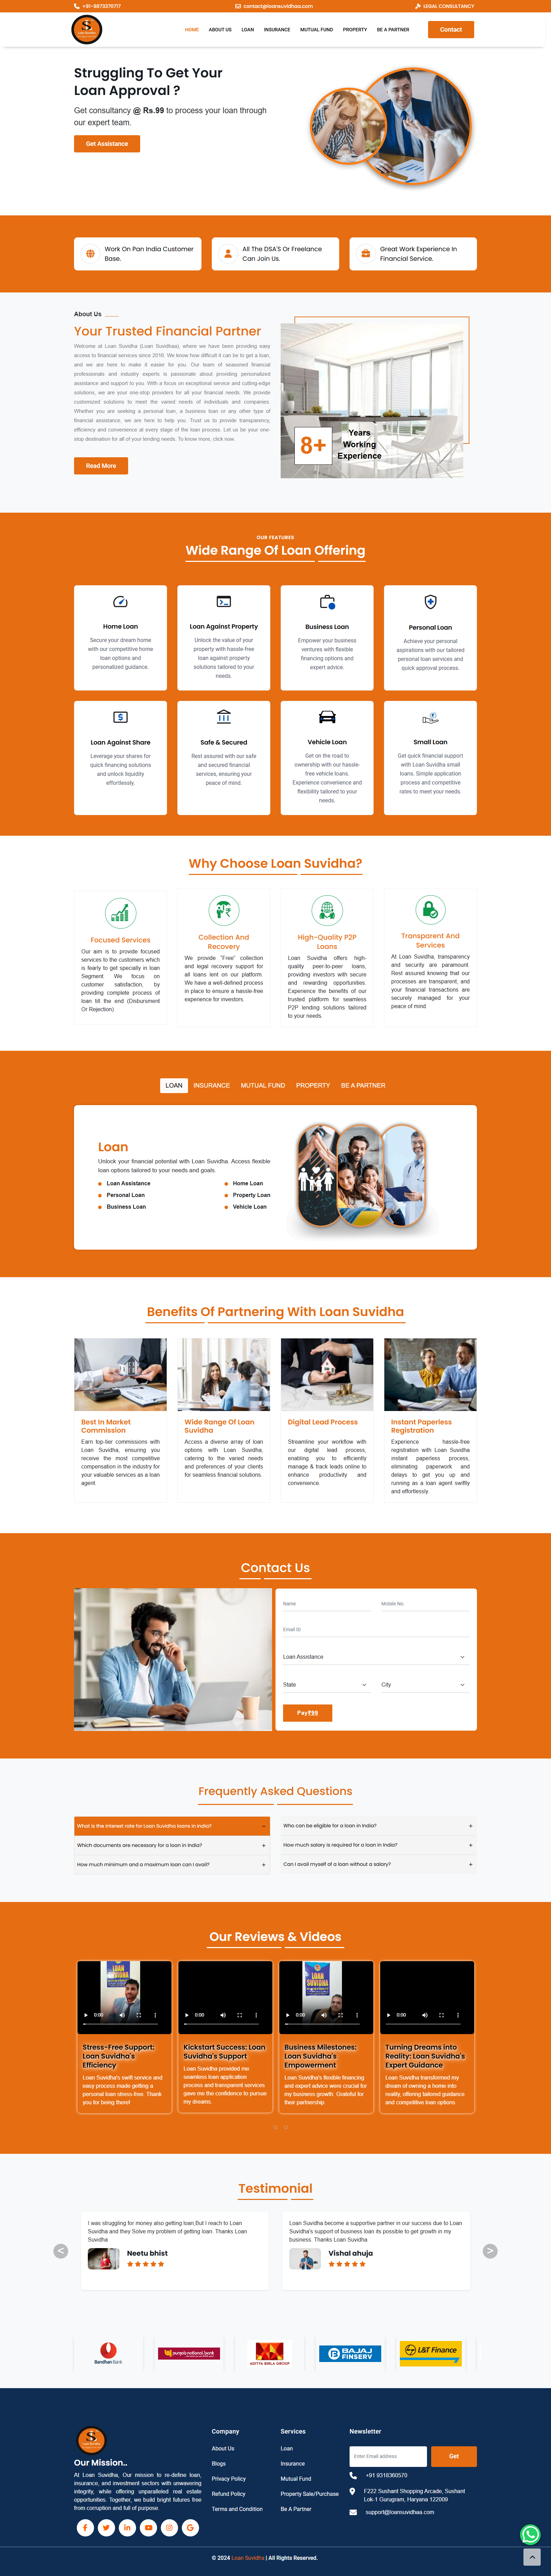 +91-8873370717
contact@loansuvidhaa.com
LEGAL CONSULTANCY
HOME
ABOUT US
LOAN
INSURANCE
MUTUAL FUND
PROPERTY
BE A PARTNER
Contact
Struggling To Get Your
Loan Approval ?
Get consultancy @ Rs.99 to process your loan through
our expert team.
Get Assistance
Work On Pan India Customer
Base.
All The DSA'S Or Freelance
Can Join Us.
Great Work Experience In
Financial Service.
About Us
Your Trusted Financial Partner
Welcome at Loan Suvidha (Loan Suvidhaa), where we have been providing easy
access to financial services since 2016. We know how difficult it can be to get a loan,
and we are here to make it easier for you. Our team of seasoned financial
professionals and industry experts is passionate about providing personalized
assistance and support to you. With a focus on exceptional service and cutting-edge
solutions, we are your one-stop providers for all your financial needs. We provide
customized solutions to meet the varied needs of individuals and companies.
Whether you are seeking a personal loan, a business loan or any other type of
financial assistance, we are here to help you. Trust us to provide transparency,
efficiency and convenience at every stage of the loan process. Let us be your one-
stop destination for all of your lending needs. To know more, click now.
Read More
8+
Years
Working
Experience
OUR FEATURES
Wide Range Of Loan Offering
Home Loan
Secure your dream home
with our competitive home
loan options and
personalized guidance.
Loan Against Property
Unlock the value of your
property with hassle-free
loan against property
solutions tailored to your
needs.
Business Loan
Empower your business
ventures with flexible
financing options and
expert advice.
Personal Loan
Achieve your personal
aspirations with our tailored
personal loan services and
quick approval process.
Loan Against Share
Leverage your shares for
quick financing solutions
and unlock liquidity
effortlessly.
Safe & Secured
Rest assured with our safe
and secured financial
services, ensuring your
peace of mind.
Vehicle Loan
Get on the road to
ownership with our hassle-
free vehicle loans.
Experience convenience and
flexibility tailored to your
needs.
Small Loan
Get quick financial support
with Loan Suvidha small
loans. Simple application
process and competitive
rates to meet your needs.
Why Choose Loan Suvidha?
Focused Services
Our aim is to provide focused
services to the customers which
is fearly to get specially in loan
Segment. We focus on
customer satisfaction, by
providing complete process of
loan till the end (Disbursment
Or Rejection)
Collection And
Recovery
We provide "Free" collection
and legal recovery support for
all loans lent on our platform.
We have a well-defined process
in place to ensure a hassle-free
experience for investors.
High-Quality P2P
Loans
Loan Suvidha offers high-
quality peer-to-peer loans,
providing investors with secure
and rewarding opportunities.
Experience the benefits of our
trusted platform for seamless
P2P lending solutions tailored
to your needs.
Transparent And
Services
At Loan Suvidha, transparency
and security are paramount.
Rest assured knowing that our
processes are transparent, and
your financial transactions are
securely managed for your
peace of mind.
LOAN
INSURANCE
MUTUAL FUND
PROPERTY
BE A PARTNER
Loan
Unlock your financial potential with Loan Suvidha. Access flexible
loan options tailored to your needs and goals.
Loan Assistance
Home Loan
Personal Loan
Property Loan
Business Loan
Vehicle Loan
Benefits Of Partnering With Loan Suvidha
Best In Market
Commission
Earn top-tier commissions with
Loan Suvidha, ensuring you
receive the most competitive
compensation in the industry for
your valuable services as a loan
agent.
Wide Range Of Loan
Suvidha
Access a diverse array of loan
options with Loan Suvidha,
catering to the varied needs
and preferences of your clients
for seamless financial solutions.
Digital Lead Process
Streamline your workflow with
our digital lead process,
enabling you to efficiently
manage & track leads online to
enhance productivity and
convenience.
Instant Paperless
Registration
Experience hassle-free
registration with Loan Suvidha
instant paperless process,
eliminating paperwork and
delays to get you up and
running as a loan agent swiftly
and effortlessly.
Contact Us
Name
Mobile No.
Email ID
Loan Assistance
State
City
Pay₹99
Frequently Asked Questions
What is the interest rate for Loan Suvidha loans in India?
Who can be eligible for a loan in India?
Which documents are necessary for a loan in India?
How much salary is required for a loan in India?
How much minimum and a maximum loan can I avail?
Can I avail myself of a loan without a salary?
Our Reviews & Videos
LOAN
SUVIDHA
0:00
0:00
LOAN
SUVIDHA
0:00
0:00
Stress-Free Support:
Loan Suvidha's
Efficiency
Loan Suvidha's swift service and
easy process made getting a
personal loan stress-free. Thank
you for being there!
Kickstart Success: Loan
Suvidha's Support
Loan Suvidha provided me
seamless loan application
process and transparent services
gave me the confidence to pursue
my dreams.
Business Milestones:
Loan Suvidha's
Empowerment
Loan Suvidha's flexible financing
and expert advice were crucial for
my business growth. Grateful for
their partnership.
Turning Dreams into
Reality: Loan Suvidha's
Expert Guidance
Loan Suvidha transformed my
dream of owning a home into
reality, offering tailored guidance
and competitive loan options.
Testimonial
I was struggling for money also getting loan,But I reach to Loan
Suvidha and they Solve my problem of getting loan. Thanks Loan
Suvidha
Neetu bhist
Loan Suvidha become a supportive partner in our success due to Loan
Suvidha's support of business loan its possible to get growth in my
business. Thanks Loan Suvidha
Vishal ahuja
<
>
Bandhan Bank
punjab national bank
ADITYA BIRLA GROUP
BAJAJ
FINSERV
L&T Finance
Our Mission..
At Loan Suvidha, Our mission to re-define loan,
insurance, and investment sectors with unwavering
integrity, while offering unparalleled real estate
opportunities. Together, we build bright futures free
from corruption and full of purpose.
Company
About Us
Blogs
Privacy Policy
Refund Policy
Terms and Condition
Services
Loan
Insurance
Mutual Fund
Property Sale/Purchase
Be A Partner
Newsletter
Enter Email address
Get
+91 9318360570
F222 Sushant Shopping Arcade, Sushant
Lok-1 Gurugram, Haryana 122009
support@loansuvidhaa.com
© 2024 Loan Suvidha | All Rights Reserved.